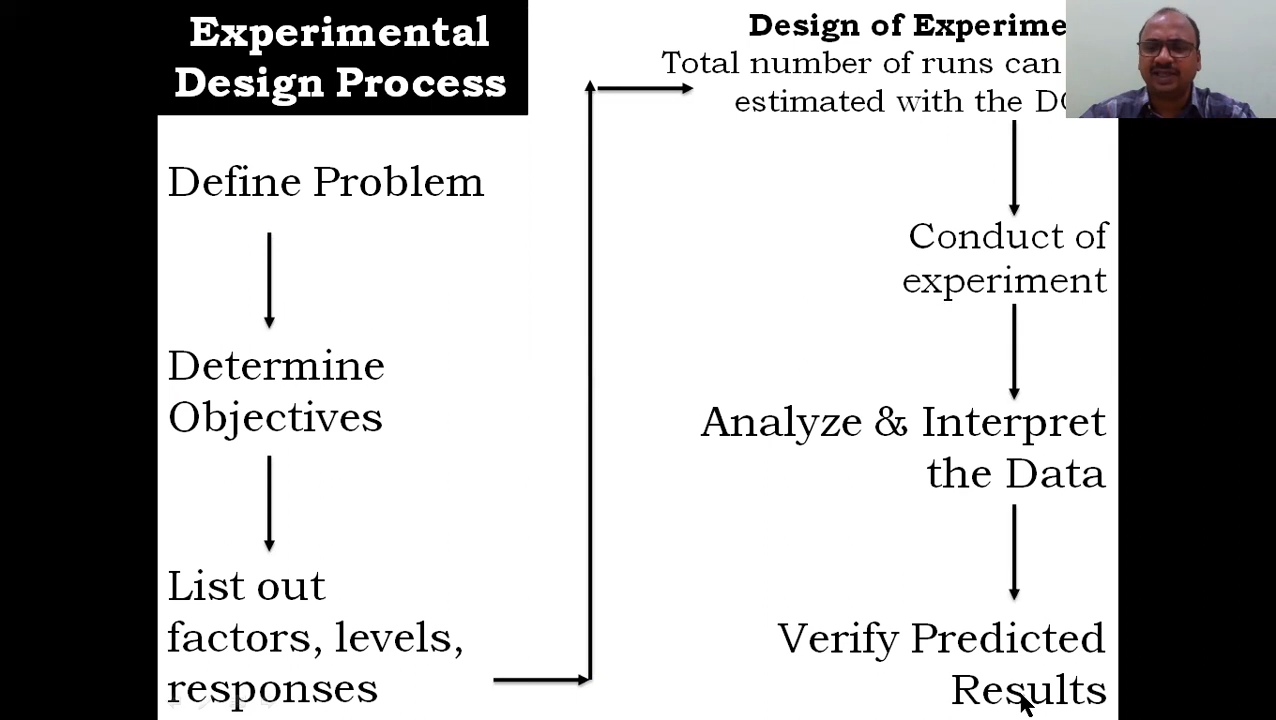 Experimental
Design Process
Define Problem
Determine
Objectives
List out
factors, levels,
responses
Design of
Total number of runs can
estimated with the
Conduct of
experiment
Analyze & Interpret
the Data
Verify Predicted
Results